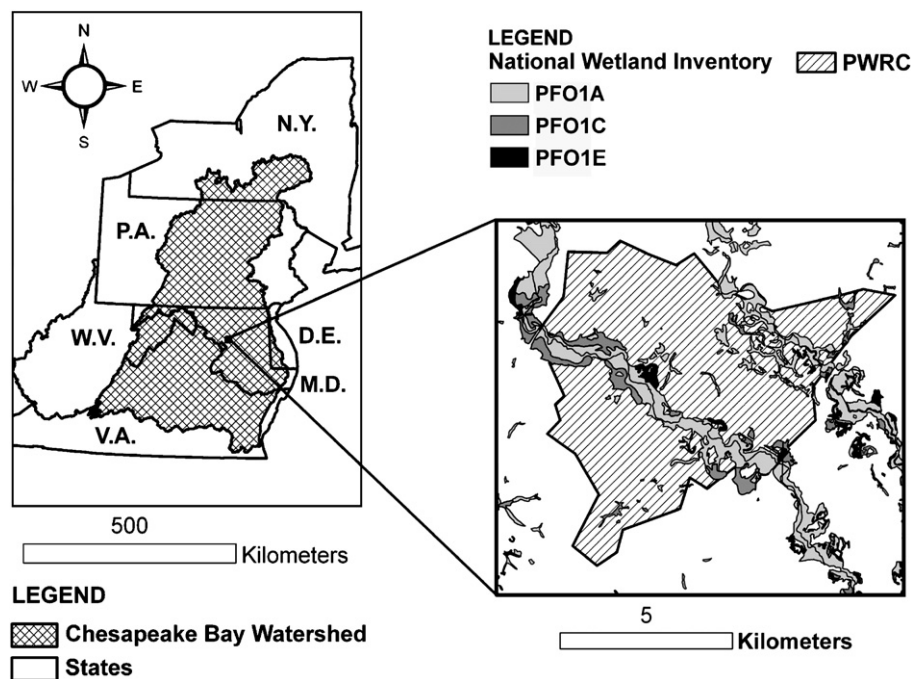 N
W E
S
N.Y.
P.A.
W.V.
D.E.
M.D.
V.A.
500
Kilometers
LEGEND
Chesapeake Bay Watershed
States
LEGEND
National Wetland Inventory
PWRC
PFO1A
PFO1C
PFO1E
5
Kilometers